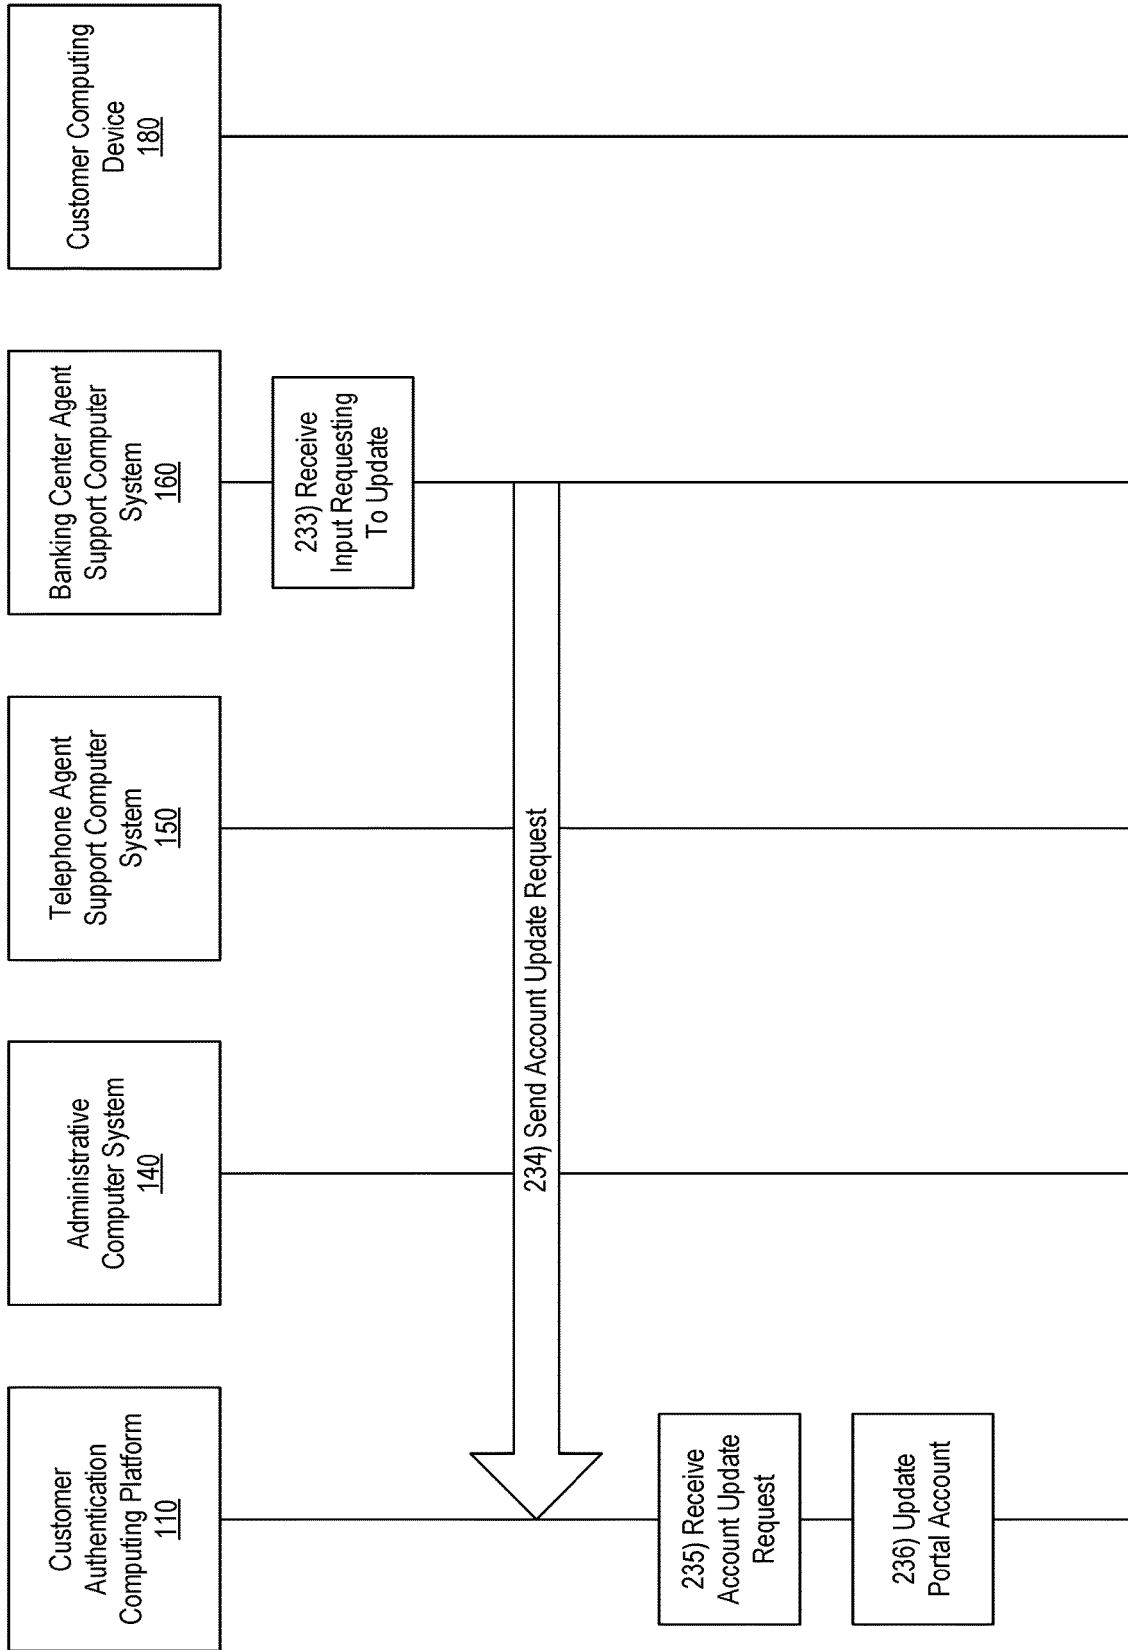 Customer
Authentication
Computing Platform
110
Administrative
Computer System
140
Telephone Agent
Support Computer
System
150
Banking Center Agent
Support Computer
System
160
Customer Computing
Device
180
233) Receive
Input Requesting
To Update
234) Send Account Update Request
235) Receive
Account Update
Request
236) Update
Portal Account